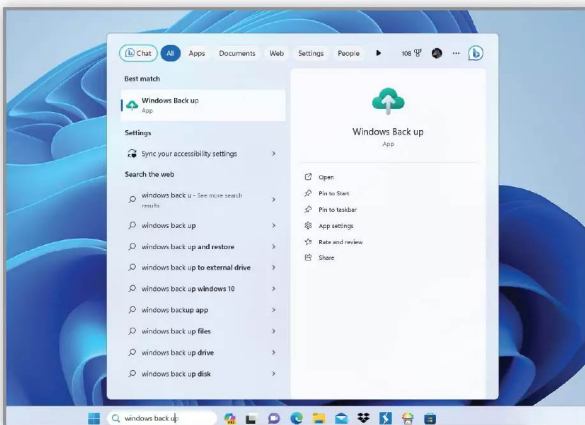 Chat All Apps Documents Web Settings People 108
Best match
Windows Back up
App
Settings
Sync your accessibility settings
Search the web
windows back u - See more search
results
windows back up
windows back up and restore
windows back up to external drive
windows back up windows 10
windows backup app
windows back up files
windows back up drive
windows back up disk
Windows Back up
App
Open
Pin to Start
Pin to taskbar
App settings
Rate and review
Share
windows back up